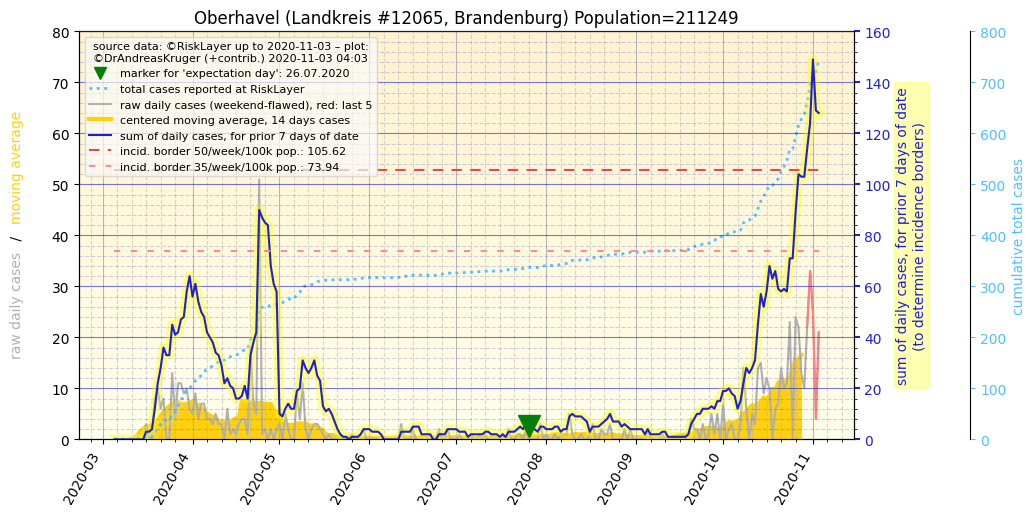 Oberhavel (Landkreis #12065, Brandenburg) Population=211249
source data: ©RiskLayer up to 2020-11-03 – plot:
©DrAndreasKruger (+contrib.) 2020-11-03 04:03
marker for 'expectation day': 26.07.2020
total cases reported at RiskLayer
raw daily cases (weekend-flawed), red: last 5
centered moving average, 14 days cases
sum of daily cases, for prior 7 days of date
incid. border 50/week/100k pop.: 105.62
incid. border 35/week/100k pop.: 73.94
raw daily cases / moving average
80
70
60
50
40
30
20
10
0
160
140
120
100
80
60
40
20
0
sum of daily cases, for prior 7 days of date
(to determine incidence borders)
800
700
600
500
400
300
200
100
0
cumulative total cases
2020-03
2020-04
2020-05
2020-06
2020-07
2020-08
2020-09
2020-10
2020-11